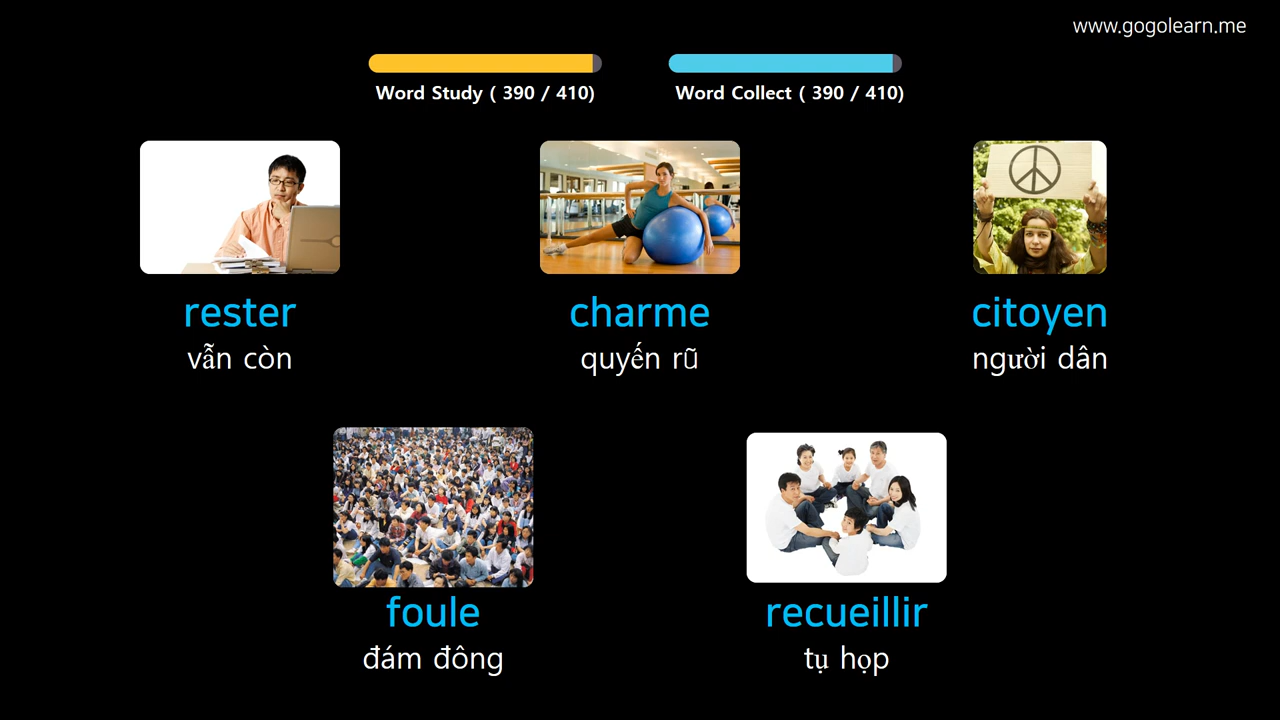 www.gogolearn.me
Word Study ( 390 / 410)
Word Collect ( 390 / 410)
rester
vẫn còn
charme
quyến rũ
citoyen
người dân
foule
đám đông
recueillir
tụ họp